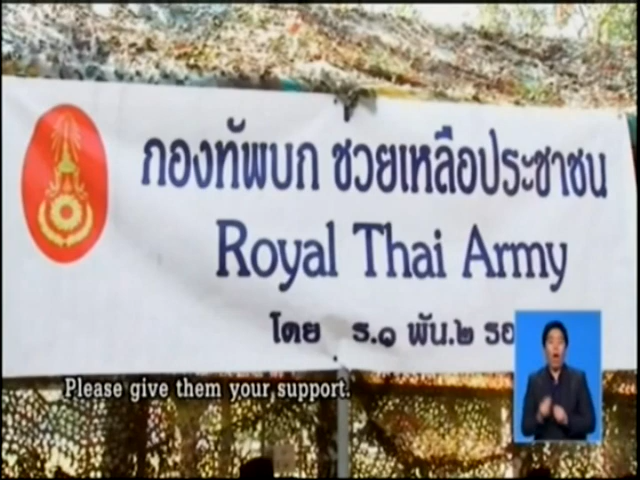 กองทัพบก ช่วยเหลือประชาชน
Royal Thai Army
โดย ร.๑ พัน.๒ รอ
Please give them your support.